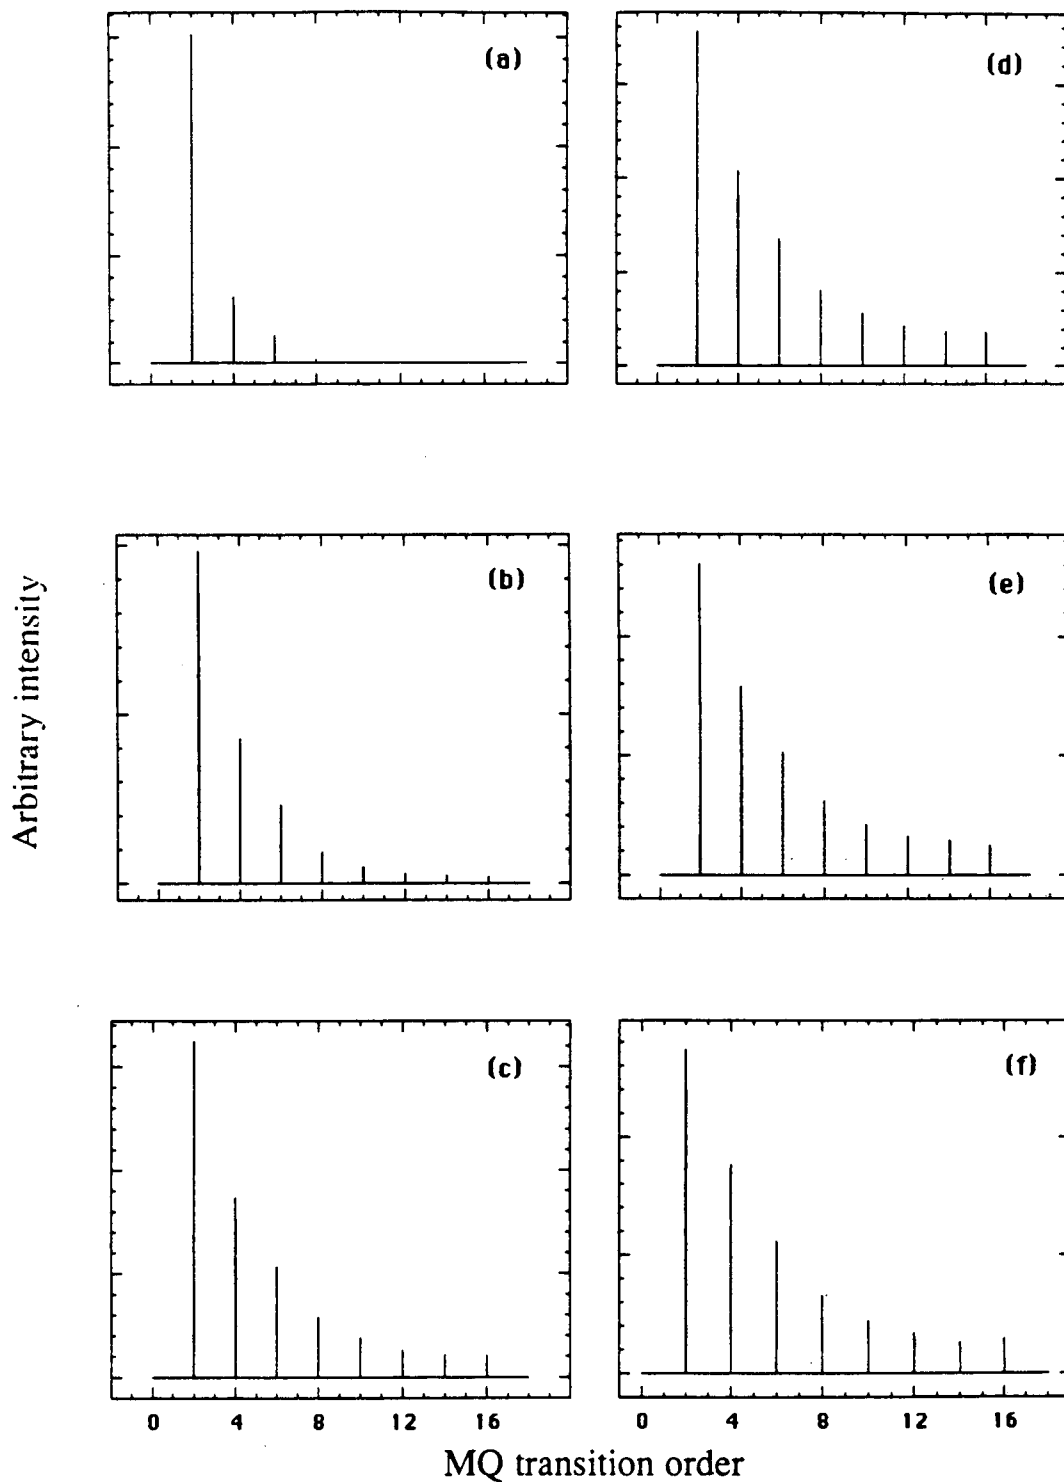 (a)
(d)
(b)
(e)
Arbitrary intensity
(c)
(f)
0 4 8 12 16
0 4 8 12 16
MQ transition order